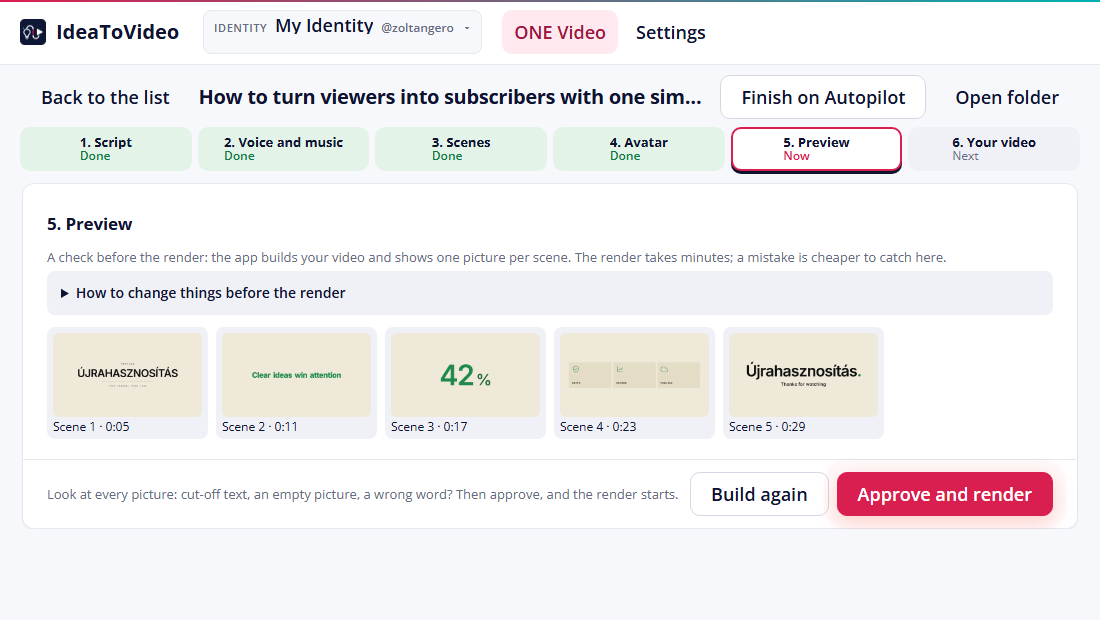 IdeaToVideo
IDENTITY My Identity @zoltangero
ONE Video
Settings
Back to the list
How to turn viewers into subscribers with one sim...
Finish on Autopilot
Open folder
1. Script
Done
2. Voice and music
Done
3. Scenes
Done
4. Avatar
Done
5. Preview
Now
6. Your video
Next
5. Preview
A check before the render: the app builds your video and shows one picture per scene. The render takes minutes; a mistake is cheaper to catch here.
How to change things before the render
ÚJRAHASZNOSÍTÁS
Scene 1 · 0:05
Clear ideas win attention
Scene 2 · 0:11
42%
Scene 3 · 0:17
Scene 4 · 0:23
Újrahasznosítás.
Thanks for watching
Scene 5 · 0:29
Look at every picture: cut-off text, an empty picture, a wrong word? Then approve, and the render starts.
Build again
Approve and render